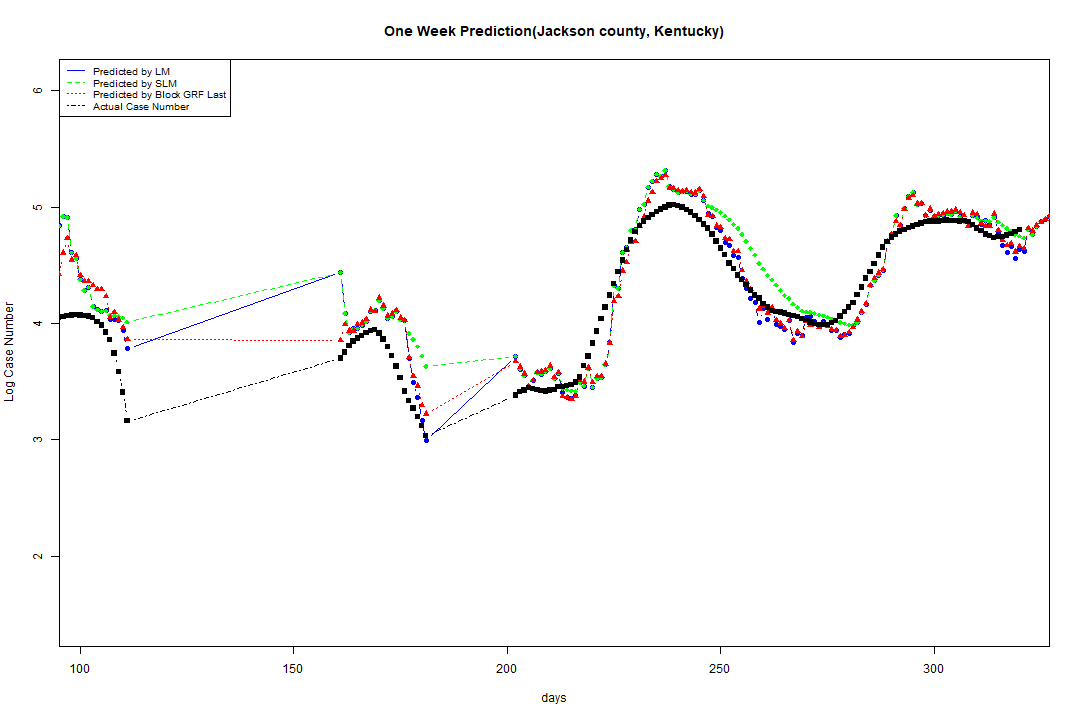 One Week Prediction(Jackson county, Kentucky)
Predicted by LM
Predicted by SLM
Predicted by Block GRF Last
Actual Case Number
6
5
4
3
2
Log Case Number
100 150 200 250 300
days